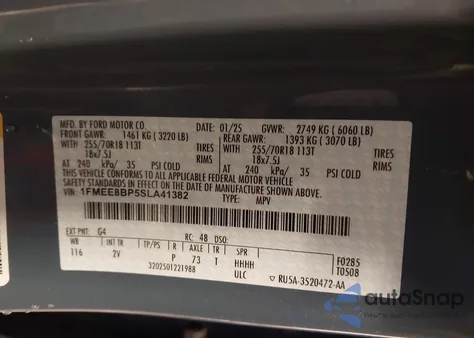 MFD. BY FORD MOTOR CO.
DATE: 01/25 GVWR: 2749 KG (6060 LB)
FRONT GAWR: 1461 KG (3220 LB) REAR GAWR: 1393 KG (3070 LB)
WITH 255/70R18 113T TIRES WITH 255/70R18 113T TIRES
18x7.5J RIMS 18x7.5J RIMS
AT 240 kPa/ 35 PSI COLD AT 240 kPa/ 35 PSI COLD
THIS VEHICLE CONFORMS TO ALL APPLICABLE FEDERAL MOTOR VEHICLE
SAFETY AND THEFT PREVENTION STANDARDS IN EFFECT ON THE
DATE OF MANUFACTURE SHOWN ABOVE.
VIN: 1FMEE8BP5SLA41382
TYPE: MPV
EXT PNT: G4 RC: 48 DSO: F0285
WB INT TR TP/PS R AXLE TR SPR T0508
116 2V P 73 T HHHH
3202501221988 ULC ▽ RU5A-3520472-AA
autoSnap